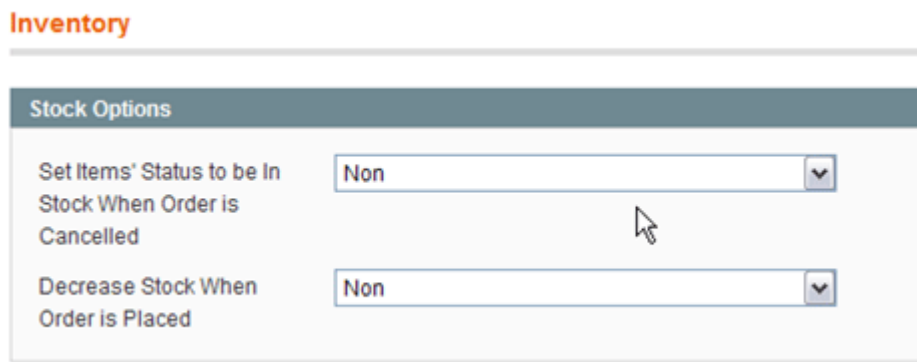 Inventory
Stock Options
Set Items' Status to be In
Stock When Order is
Cancelled
Non
Decrease Stock When
Order is Placed
Non